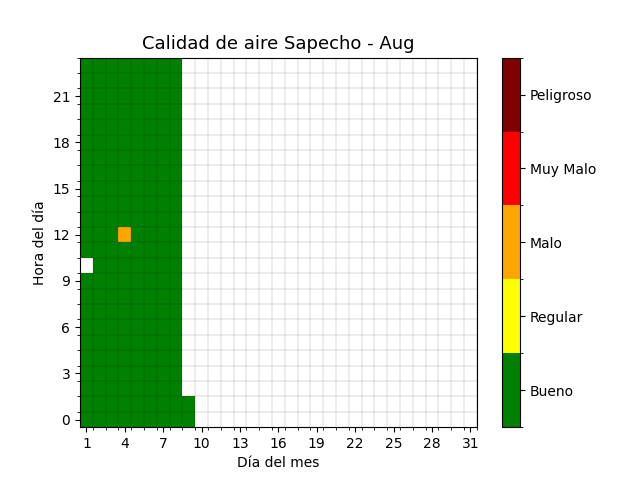 Calidad de aire Sapecho - Aug
Hora del día
21
18
15
12
9
6
3
0
1 4 7 10 13 16 19 22 25 28 31
Día del mes
Peligroso
Muy Malo
Malo
Regular
Bueno